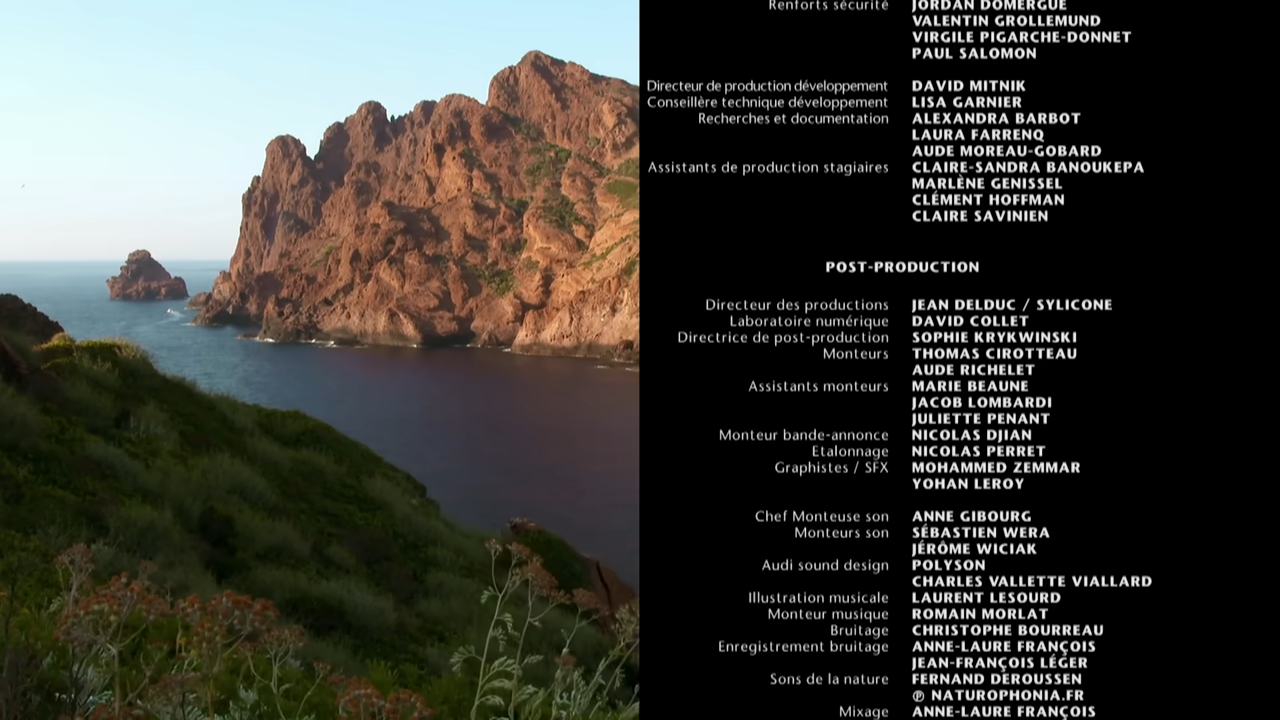 Renforts sécurité JORDAN DOMERGUE
VALENTIN GROLLEMUND
VIRGILE PIGARCHE-DONNET
PAUL SALOMON
Directeur de production développement DAVID MITNIK
Conseillère technique développement LISA GARNIER
Recherches et documentation ALEXANDRA BARBOT
LAURA FARRENQ
AUDE MOREAU-GOBARD
Assistants de production stagiaires CLAIRE-SANDRA BANOUKEPA
MARLÈNE GENISSEL
CLÉMENT HOFFMAN
CLAIRE SAVINIEN
POST-PRODUCTION
Directeur des productions JEAN DELDUC / SYLICONE
Laboratoire numérique DAVID COLLET
Directrice de post-production SOPHIE KRYKWINSKI
Monteurs THOMAS CIROTTEAU
AUDE RICHELET
Assistants monteurs MARIE BEAUNE
JACOB LOMBARDI
JULIETTE PENANT
Monteur bande-annonce NICOLAS DJIAN
Etalonnage NICOLAS PERRET
Graphistes / SFX MOHAMMED ZEMMAR
YOHAN LEROY
Chef Monteuse son ANNE GIBOURG
Monteurs son SÉBASTIEN WERA
JÉRÔME WICIAK
Audi sound design POLYSON
CHARLES VALLETTE VIALLARD
Illustration musicale LAURENT LESOURD
Monteur musique ROMAIN MORLAT
Bruitage CHRISTOPHE BOURREAU
Enregistrement bruitage ANNE-LAURE FRANÇOIS
JEAN-FRANÇOIS LÉGER
Sons de la nature FERNAND DEROUSSEN
℗ NATUROPHONIA.FR
Mixage ANNE-LAURE FRANÇOIS